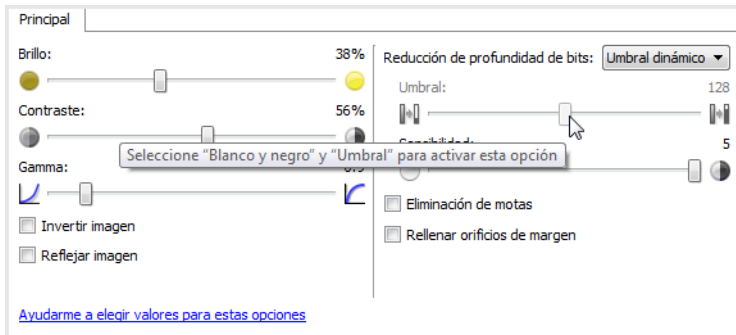 Principal
Brillo: 38%
Contraste: 56%
Gamma:
Invertir imagen
Reflejar imagen
Ayudarme a elegir valores para estas opciones
Reducción de profundidad de bits: Umbral dinámico
Umbral: 128
Seleccione “Blanco y negro” y “Umbral” para activar esta opción
5
Eliminación de motas
Rellenar orificios de margen